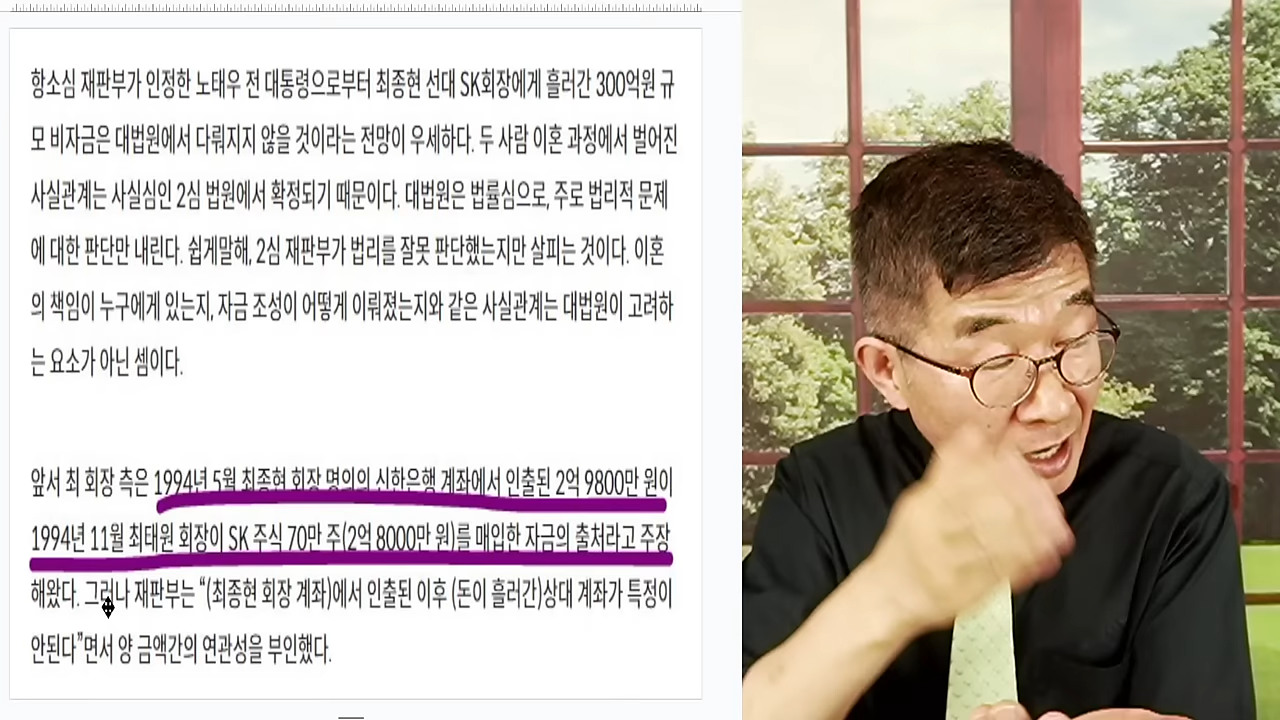 항소심 재판부가 인정한 노태우 전 대통령으로부터 최종현 선대 SK회장에게 흘러간 300억원 규
모 비자금은 대법원에서 다뤄지지 않을 것이라는 전망이 우세하다. 두 사람 이혼 과정에서 벌어진
사실관계는 사실심인 2심 법원에서 확정되기 때문이다. 대법원은 법률심으로, 주로 법리적 문제
에 대한 판단만 내린다. 쉽게말해, 2심 재판부가 법리를 잘못 판단했는지만 살피는 것이다. 이혼
의 책임이 누구에게 있는지, 자금 조성이 어떻게 이뤄졌는지와 같은 사실관계는 대법원이 고려하
는 요소가 아닌 셈이다.
앞서 최 회장 측은 1994년 5월 최종현 회장 명의의 신한은행 계좌에서 인출된 2억 9800만 원이
1994년 11월 최태원 회장이 SK 주식 70만 주(2억 8000만 원)를 매입한 자금의 출처라고 주장
해왔다. 그러나 재판부는 “(최종현 회장 계좌)에서 인출된 이후 (돈이 흘러간)상대 계좌가 특정이
안된다”면서 양 금액간의 연관성을 부인했다.